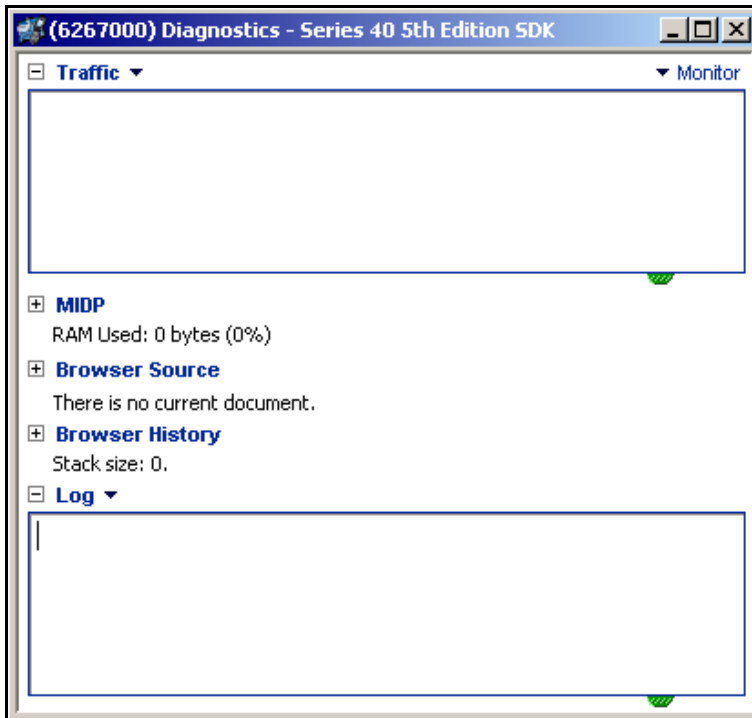 (6267000) Diagnostics - Series 40 5th Edition SDK
Traffic Monitor
MIDP
RAM Used: 0 bytes (0%)
Browser Source
There is no current document.
Browser History
Stack size: 0.
Log